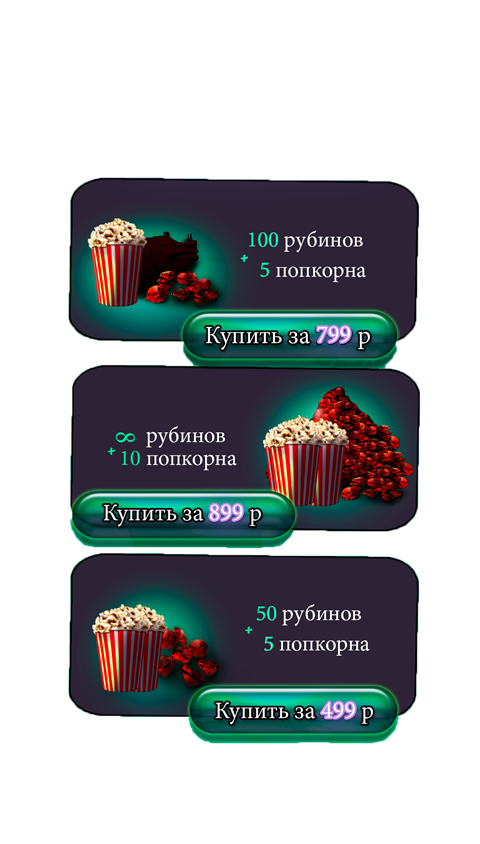 100 рубинов
+ 5 попкорна
Купить за 799 р
∞ рубинов
+ 10 попкорна
Купить за 899 р
50 рубинов
+ 5 попкорна
Купить за 499 р